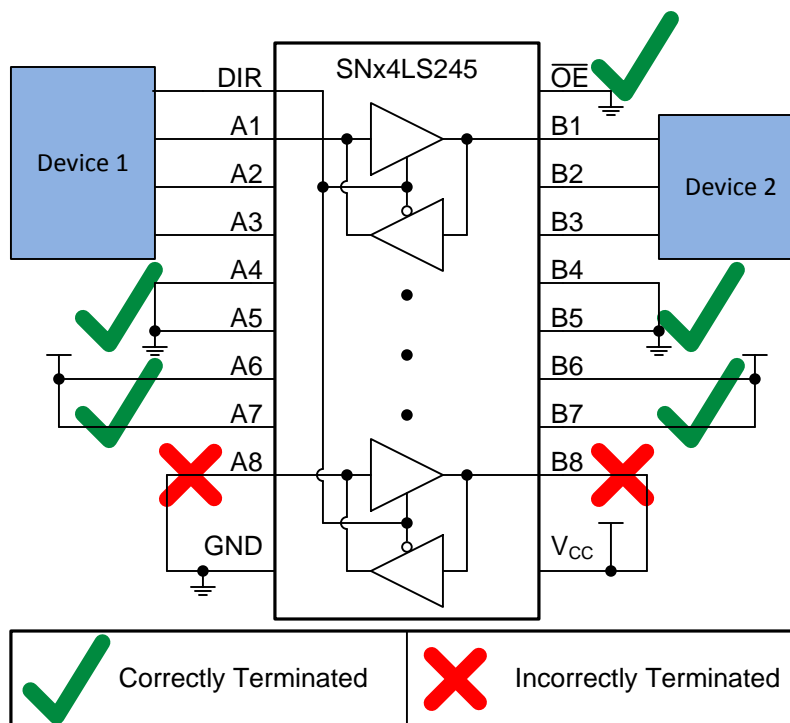 SNx4LS245
DIR
OE
A1
B1
Device 1
A2
B2
Device 2
A3
B3
A4
B4
A5
B5
A6
B6
A7
B7
A8
B8
GND
VCC
Correctly Terminated
Incorrectly Terminated